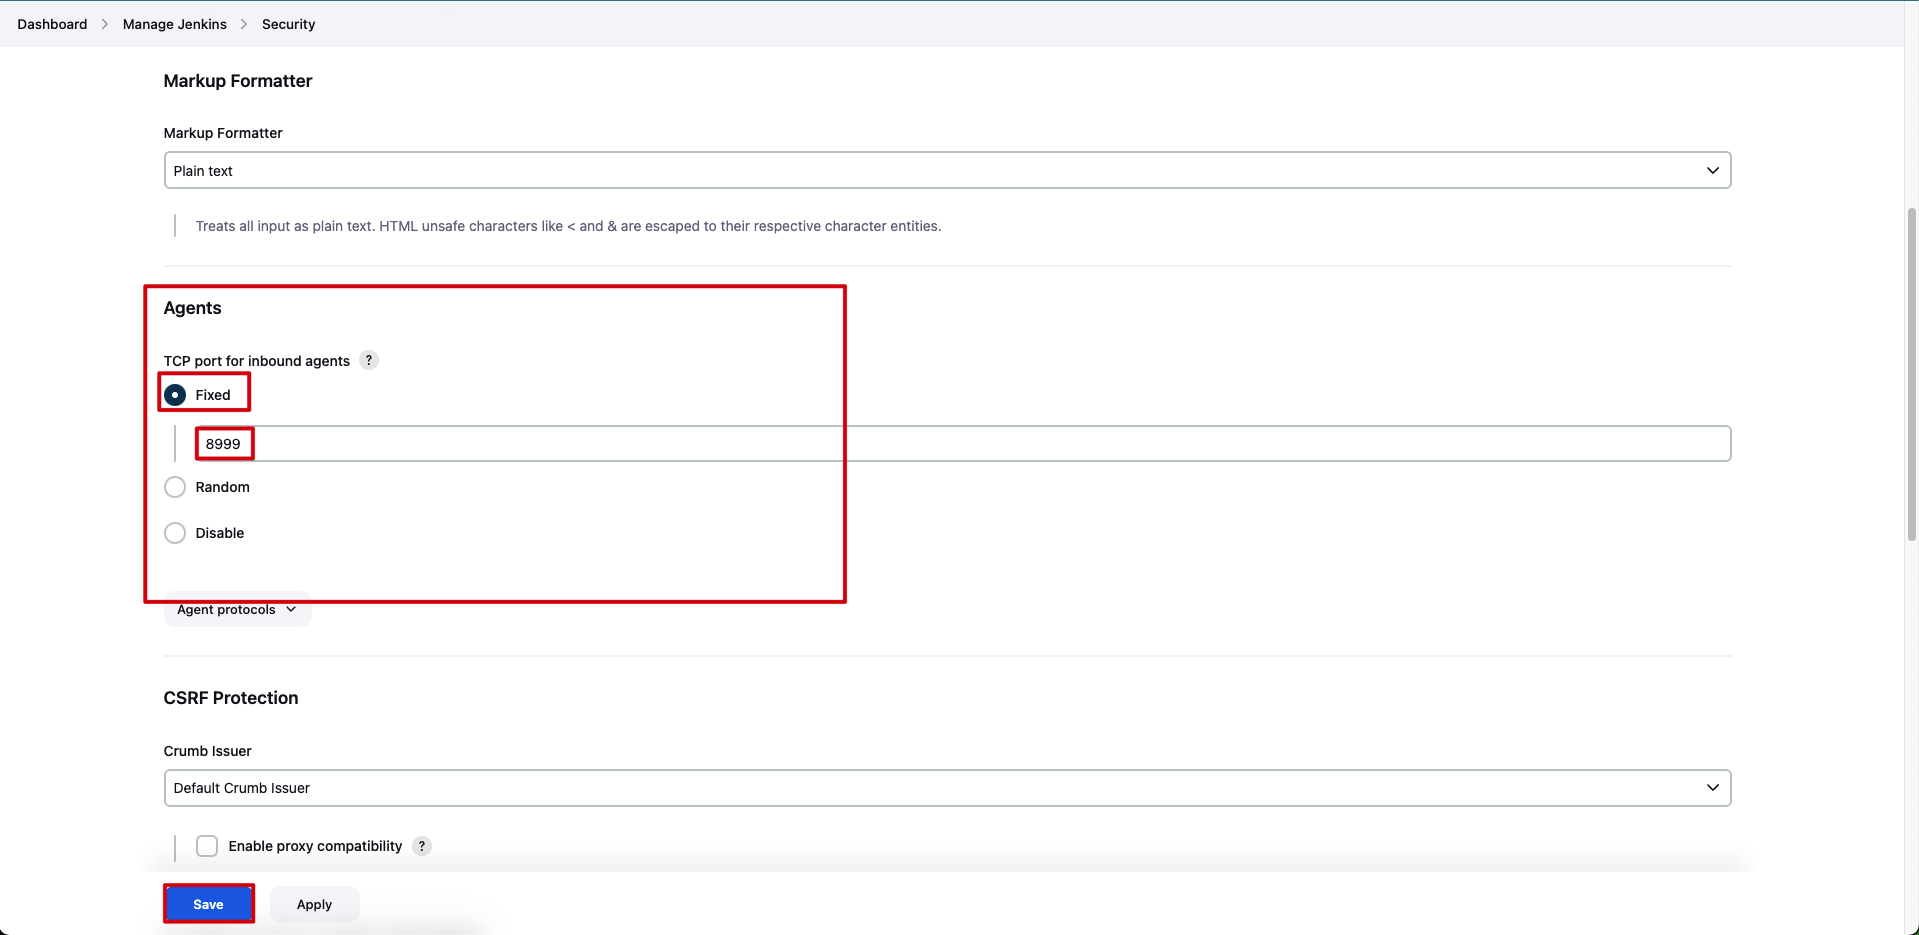 Dashboard > Manage Jenkins > Security
Markup Formatter
Markup Formatter
Plain text
Treats all input as plain text. HTML unsafe characters like < and & are escaped to their respective character entities.
Agents
TCP port for inbound agents ?
Fixed
8999
Random
Disable
Agent protocols
CSRF Protection
Crumb Issuer
Default Crumb Issuer
Enable proxy compatibility ?
Save Apply